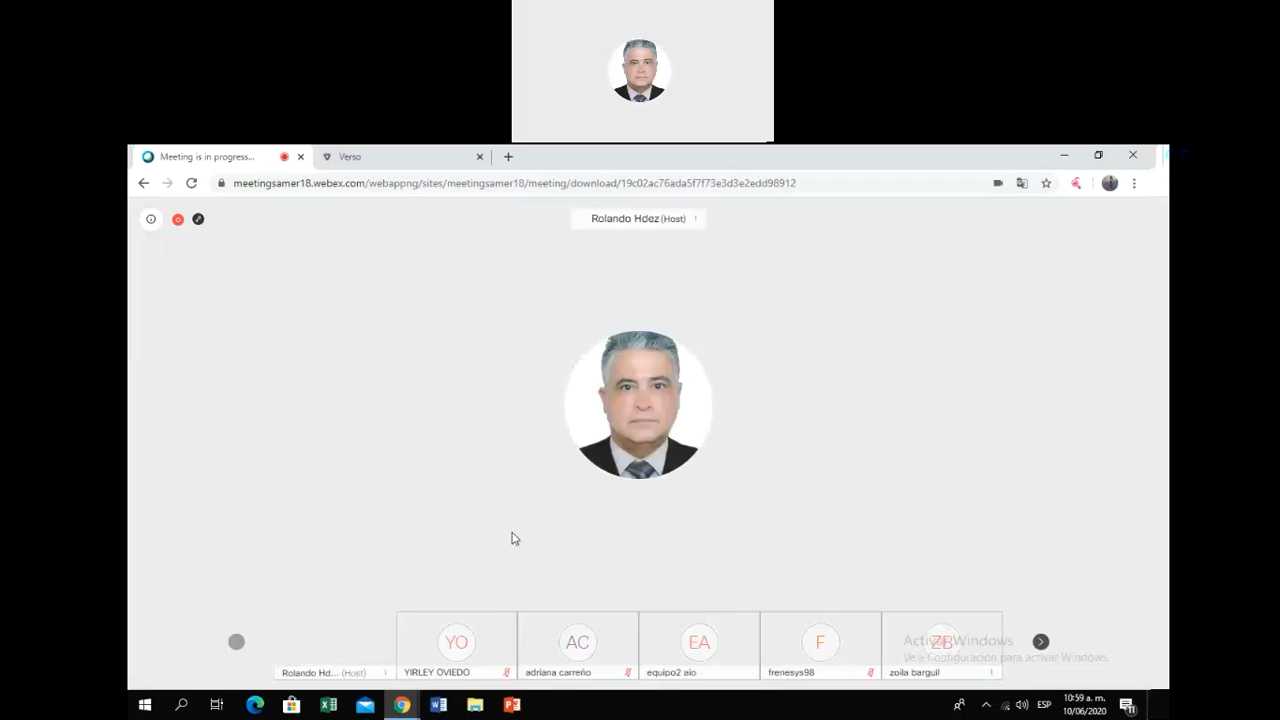 Meeting is in progress...
Verso
meetingsamer18.webex.com/webappng/sites/meetingsamer18/meeting/download/19c02ac76ada5f7f73e3d3e2edd98912
Rolando Hdez (Host)
YO
AC
EA
F
ZB
Activar Windows
Ve a Configuración para activar Windows.
Rolando Hd... (Host)
YIRLEY OVIEDO
adriana carreño
equipo2 aio
frenesys98
zoila barguil
ESP
10:59 a. m.
10/06/2020